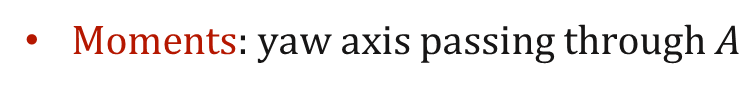 • Moments: yaw axis passing through A